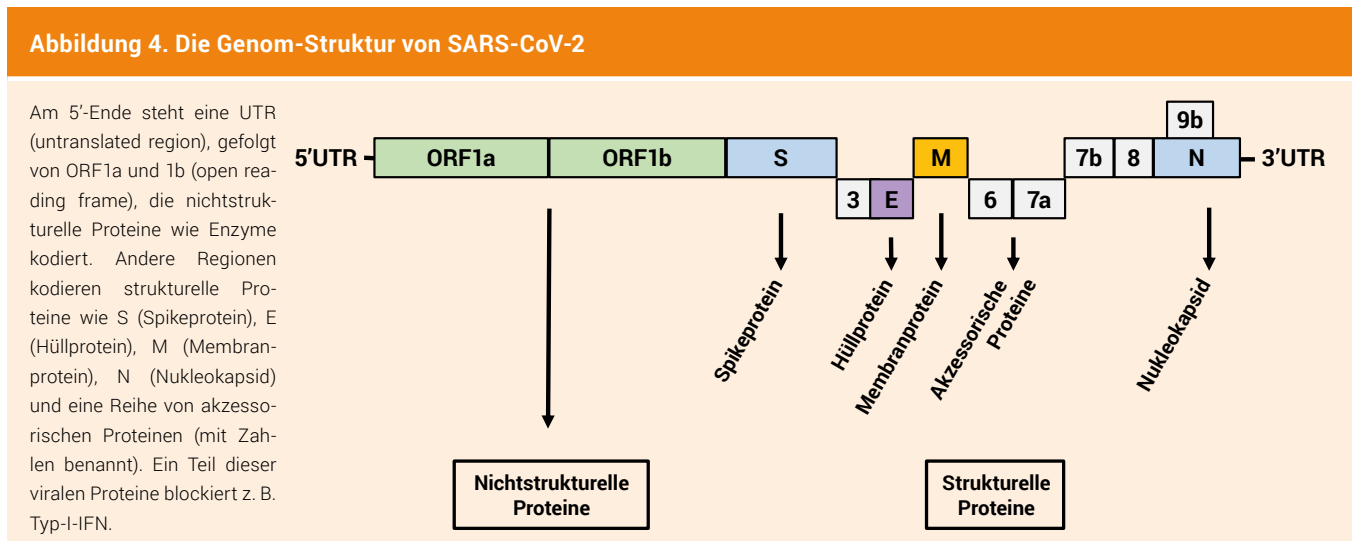 Abbildung 4. Die Genom-Struktur von SARS-CoV-2
Am 5’-Ende steht eine UTR
(untranslated region), gefolgt
von ORF1a und 1b (open rea-
ding frame), die nichtstruk-
turelle Proteine wie Enzyme
kodiert. Andere Regionen
kodieren strukturelle Pro-
teine wie S (Spikeprotein), E
(Hüllprotein), M (Membran-
protein), N (Nukleokapsid)
und eine Reihe von akzesso-
rischen Proteinen (mit Zah-
len benannt). Ein Teil dieser
viralen Proteine blockiert z. B.
Typ-I-IFN.
9b
5’UTR ORF1a ORF1b S M 7b 8 N 3’UTR
3 E 6 7a
Spikeprotein
Hüllprotein
Membranprotein
Akzessorische
Proteine
Nukleokapsid
Nichtstrukturelle
Proteine
Strukturelle
Proteine